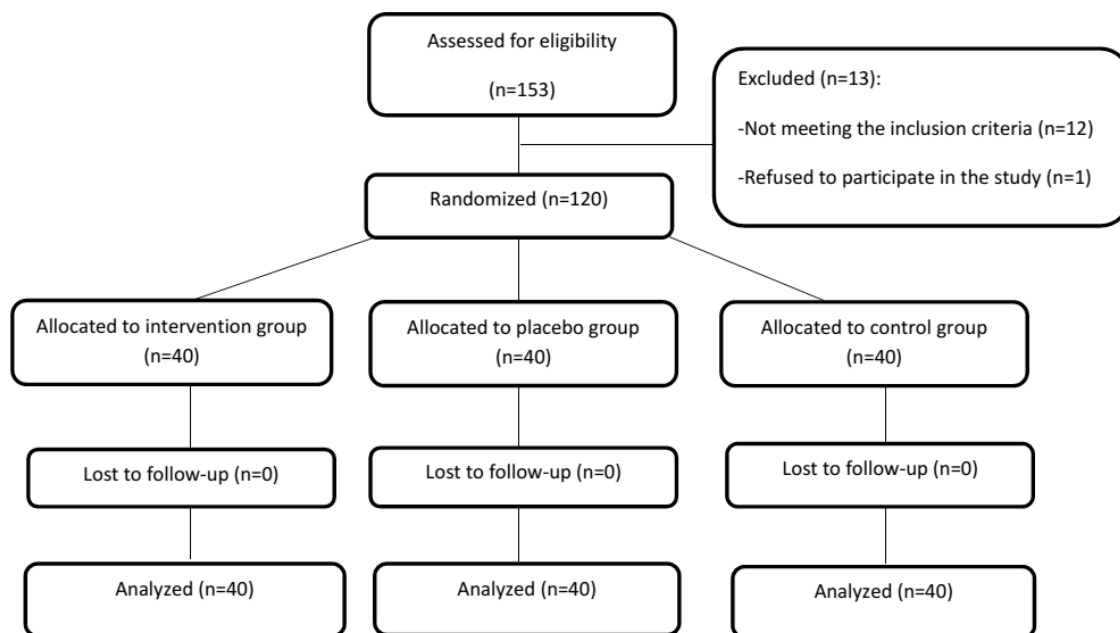 Assessed for eligibility
(n=153)
Excluded (n=13):
-Not meeting the inclusion criteria (n=12)
-Refused to participate in the study (n=1)
Randomized (n=120)
Allocated to intervention group
(n=40)
Allocated to placebo group
(n=40)
Allocated to control group
(n=40)
Lost to follow-up (n=0)
Lost to follow-up (n=0)
Lost to follow-up (n=0)
Analyzed (n=40)
Analyzed (n=40)
Analyzed (n=40)